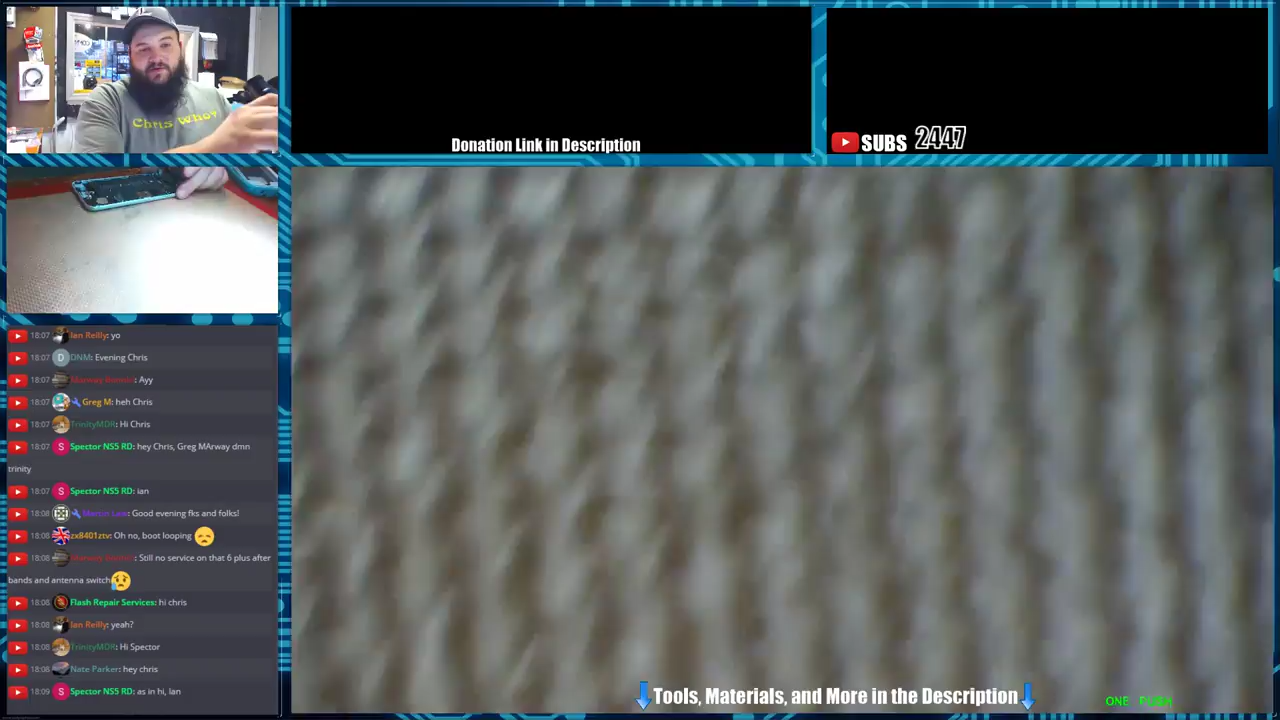 Chris Who?
Donation Link in Description
SUBS 2447
18:07 Ian Reilly: yo
18:07 D DNM: Evening Chris
18:07 : Ayy
18:07 Greg M: heh Chris
18:07 TrinityMDR: Hi Chris
18:07 S Spector NS5 RD: hey Chris, Greg MArway dmn
trinity
18:07 S Spector NS5 RD: ian
18:08 : Good evening fks and folks!
18:08 zx8401ztv: Oh no, boot looping
18:08 : Still no service on that 6 plus after
bands and antenna switch
18:08 Flash Repair Services: hi chris
18:08 Ian Reilly: yeah?
18:08 TrinityMDR: Hi Spector
18:08 Nate Parker: hey chris
18:09 S Spector NS5 RD: as in hi, Ian
Tools, Materials, and More in the Description
ONE PUSH